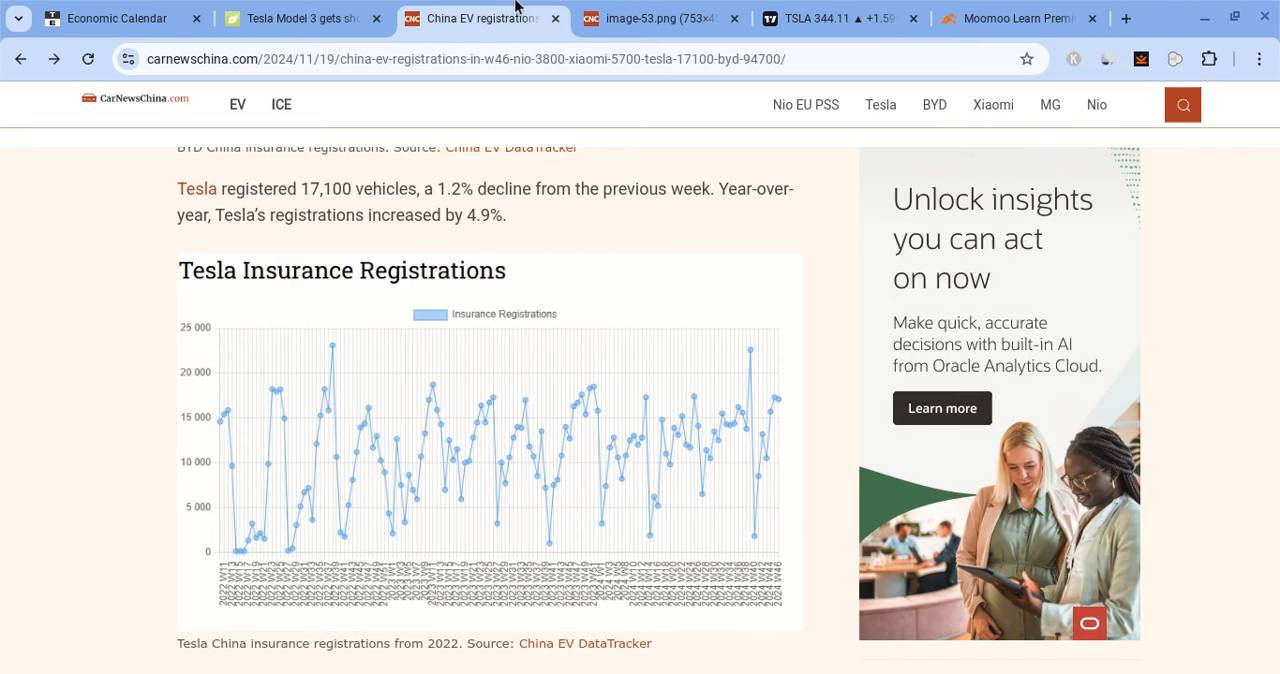 Economic Calendar
Tesla Model 3 gets sho
China EV registrations
image-53.png (753×45
TSLA 344.11 ▲ +1.59
Moomoo Learn Premi
carnewschina.com/2024/11/19/china-ev-registrations-in-w46-nio-3800-xiaomi-5700-tesla-17100-byd-94700/
CarNewsChina.com
EV
ICE
Nio EU PSS
Tesla
BYD
Xiaomi
MG
Nio
BYD China insurance registrations. Source: China EV DataTracker
Tesla registered 17,100 vehicles, a 1.2% decline from the previous week. Year-over-
year, Tesla's registrations increased by 4.9%.
Tesla Insurance Registrations
Insurance Registrations
25 000
20 000
15 000
10 000
5 000
0
Tesla China insurance registrations from 2022. Source: China EV DataTracker
Unlock insights
you can act
on now
Make quick, accurate
decisions with built-in AI
from Oracle Analytics Cloud.
Learn more